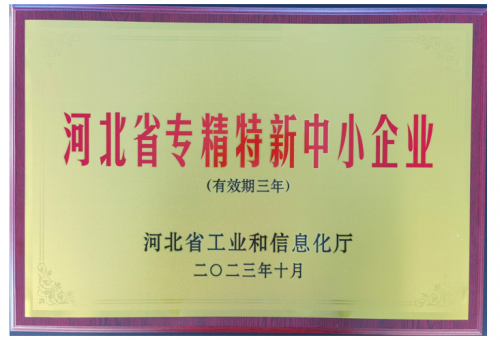 河北省专精特新中小企业
(有效期三年)
河北省工业和信息化厅
二〇二三年十月